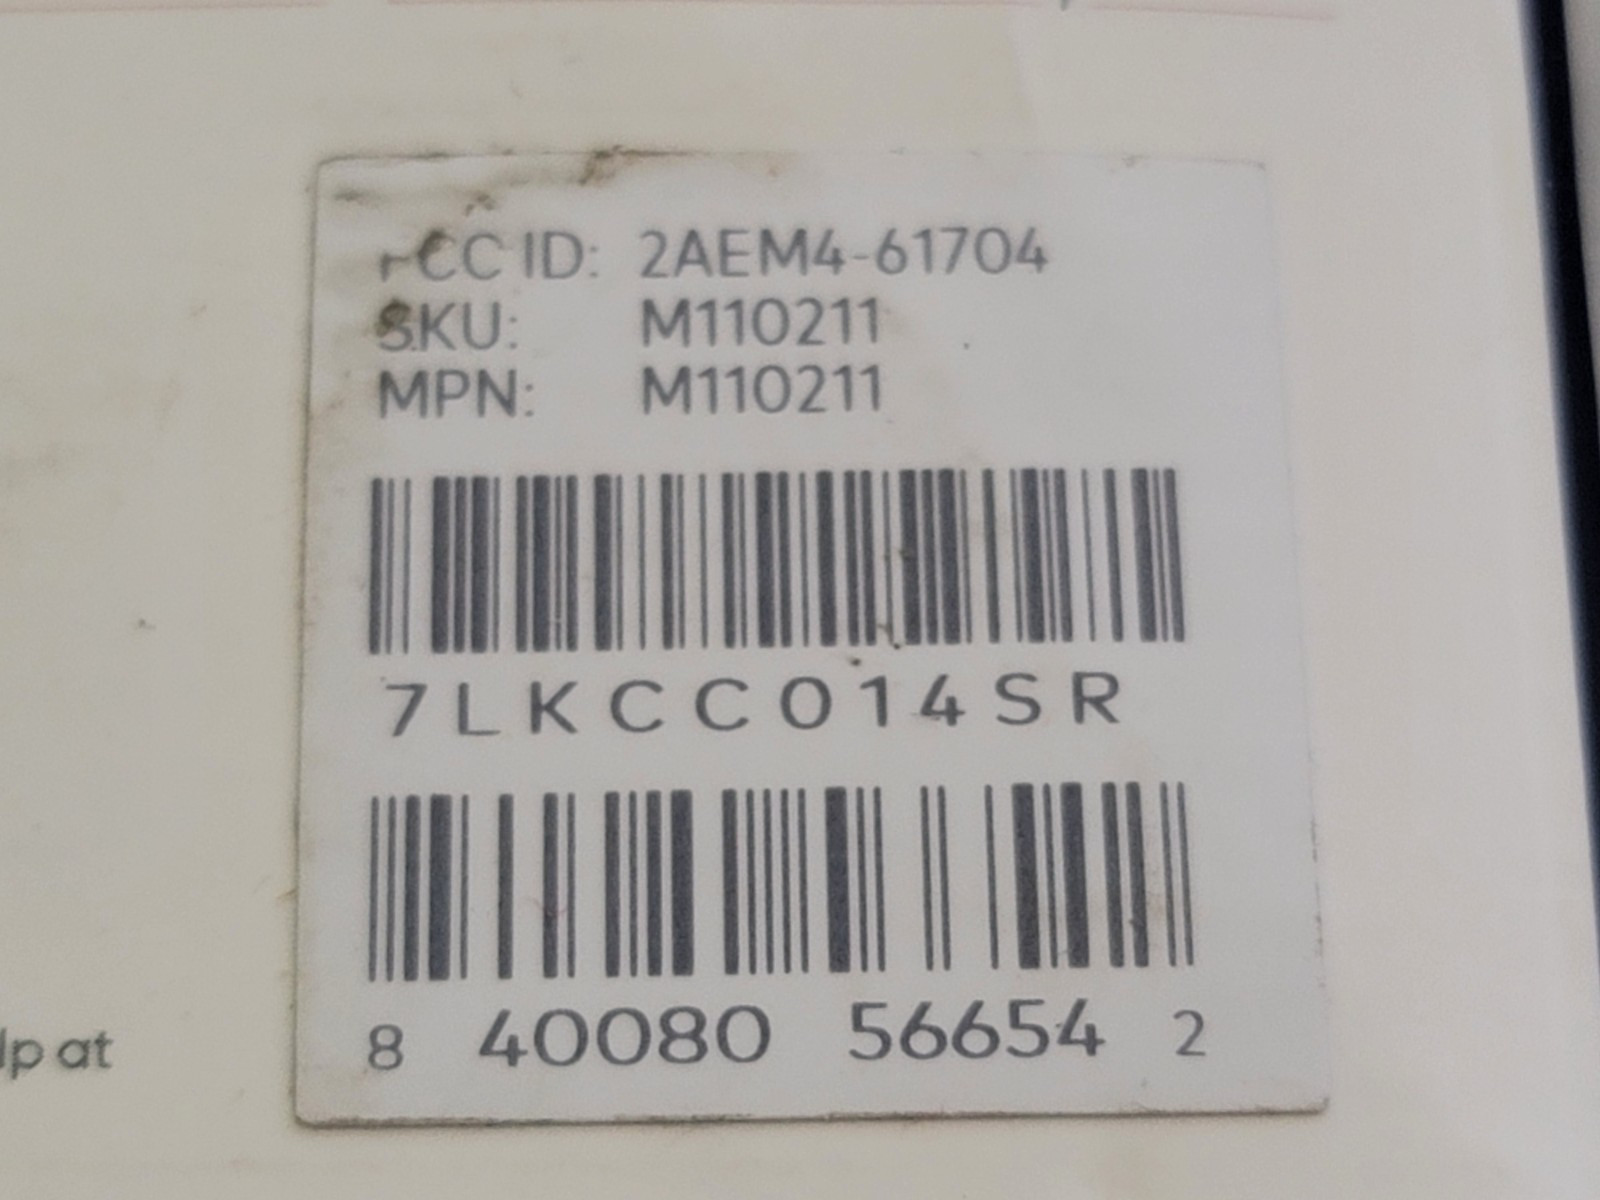 FCC ID: 2AEM4-61704
SKU: M110211
MPN: M110211
7LKCC014SR
8 40080 56654 2
lp at